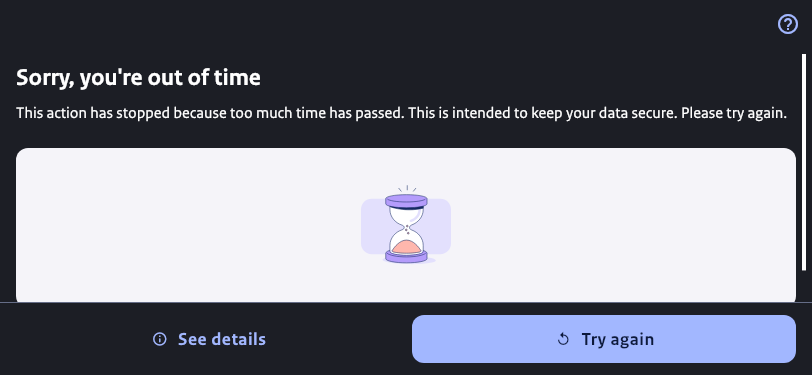 Sorry, you're out of time
This action has stopped because too much time has passed. This is intended to keep your data secure. Please try again.
See details
Try again